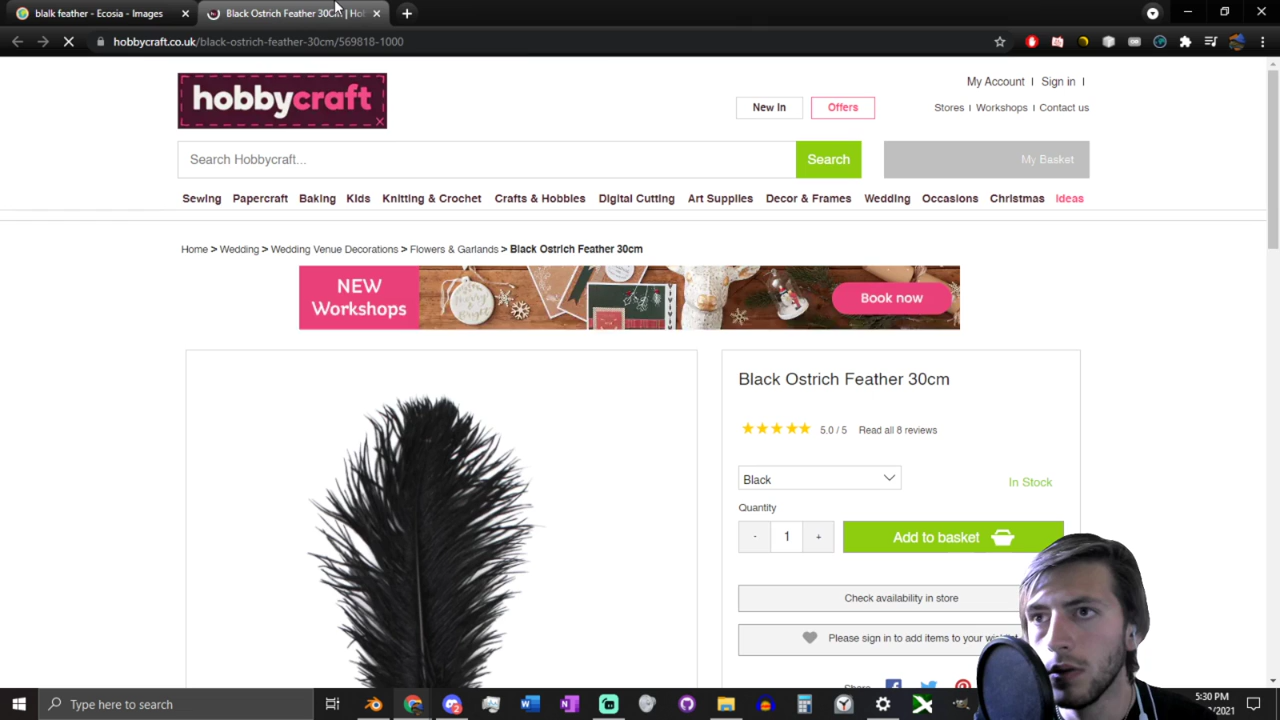 blalk feather - Ecosia - Images
Black Ostrich Feather 30cm | Hob
hobbycraft.co.uk/black-ostrich-feather-30cm/569818-1000
hobbycraft
My Account | Sign in |
New In
Offers
Stores | Workshops | Contact us
Search Hobbycraft...
Search
My Basket
Sewing Papercraft Baking Kids Knitting & Crochet Crafts & Hobbies Digital Cutting Art Supplies Decor & Frames Wedding Occasions Christmas Ideas
Home > Wedding > Wedding Venue Decorations > Flowers & Garlands > Black Ostrich Feather 30cm
NEW
Workshops
Book now
Black Ostrich Feather 30cm
5.0 / 5 Read all 8 reviews
Black
In Stock
Quantity
- 1 +
Add to basket
Check availability in store
Please sign in to add items to your
Share
Type here to search
5:30 PM